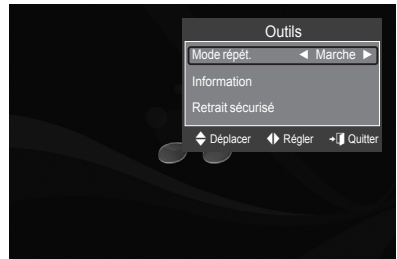 Outils
Mode répét. ◄ Marche ►
Information
Retrait sécurisé
Déplacer Régler Quitter